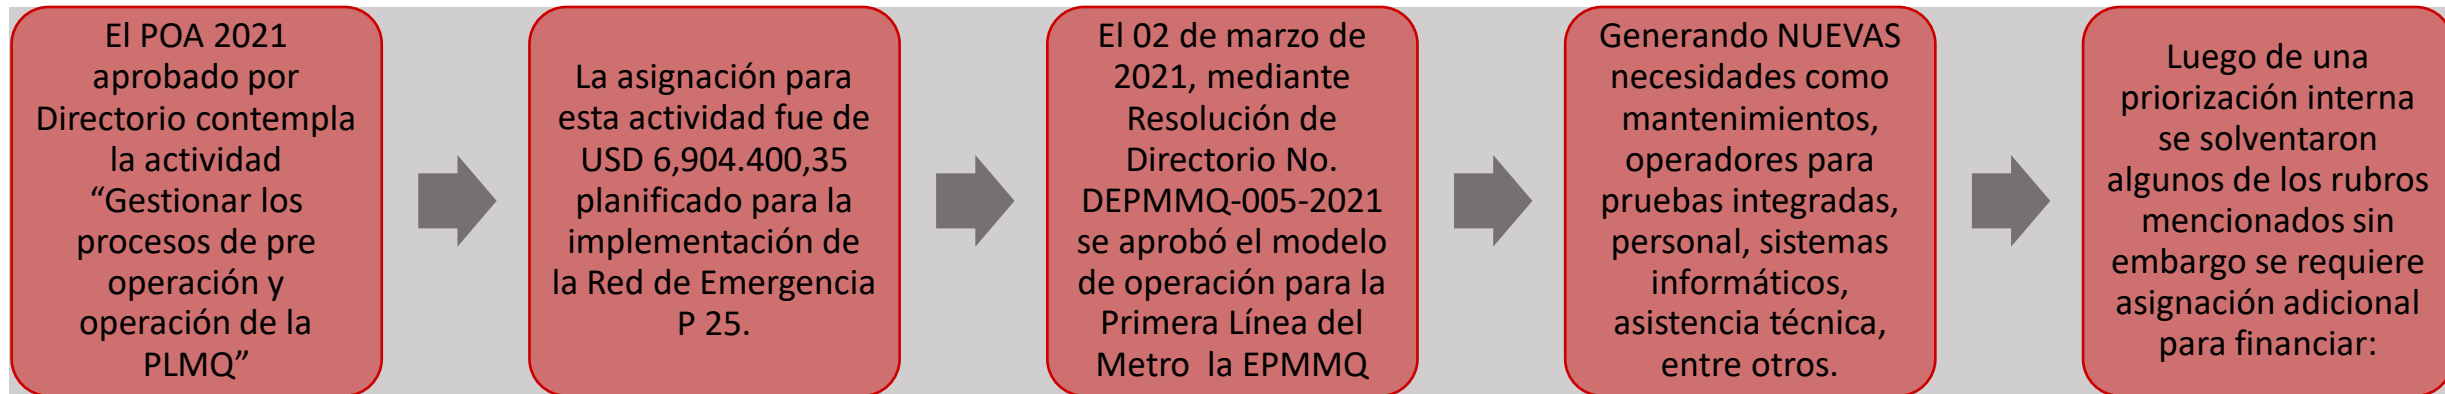 El POA 2021
aprobado por
Directorio contempla
la actividad
“Gestionar los
procesos de pre
operación y
operación de la
PLMQ”
La asignación para
esta actividad fue de
USD 6,904.400,35
planificado para la
implementación de
la Red de Emergencia
P 25.
El 02 de marzo de
2021, mediante
Resolución de
Directorio No.
DEPMMQ-005-2021
se aprobó el modelo
de operación para la
Primera Línea del
Metro la EPMMQ
Generando NUEVAS
necesidades como
mantenimientos,
operadores para
pruebas integradas,
personal, sistemas
informáticos,
asistencia técnica,
entre otros.
Luego de una
priorización interna
se solventaron
algunos de los rubros
mencionados sin
embargo se requiere
asignación adicional
para financiar: